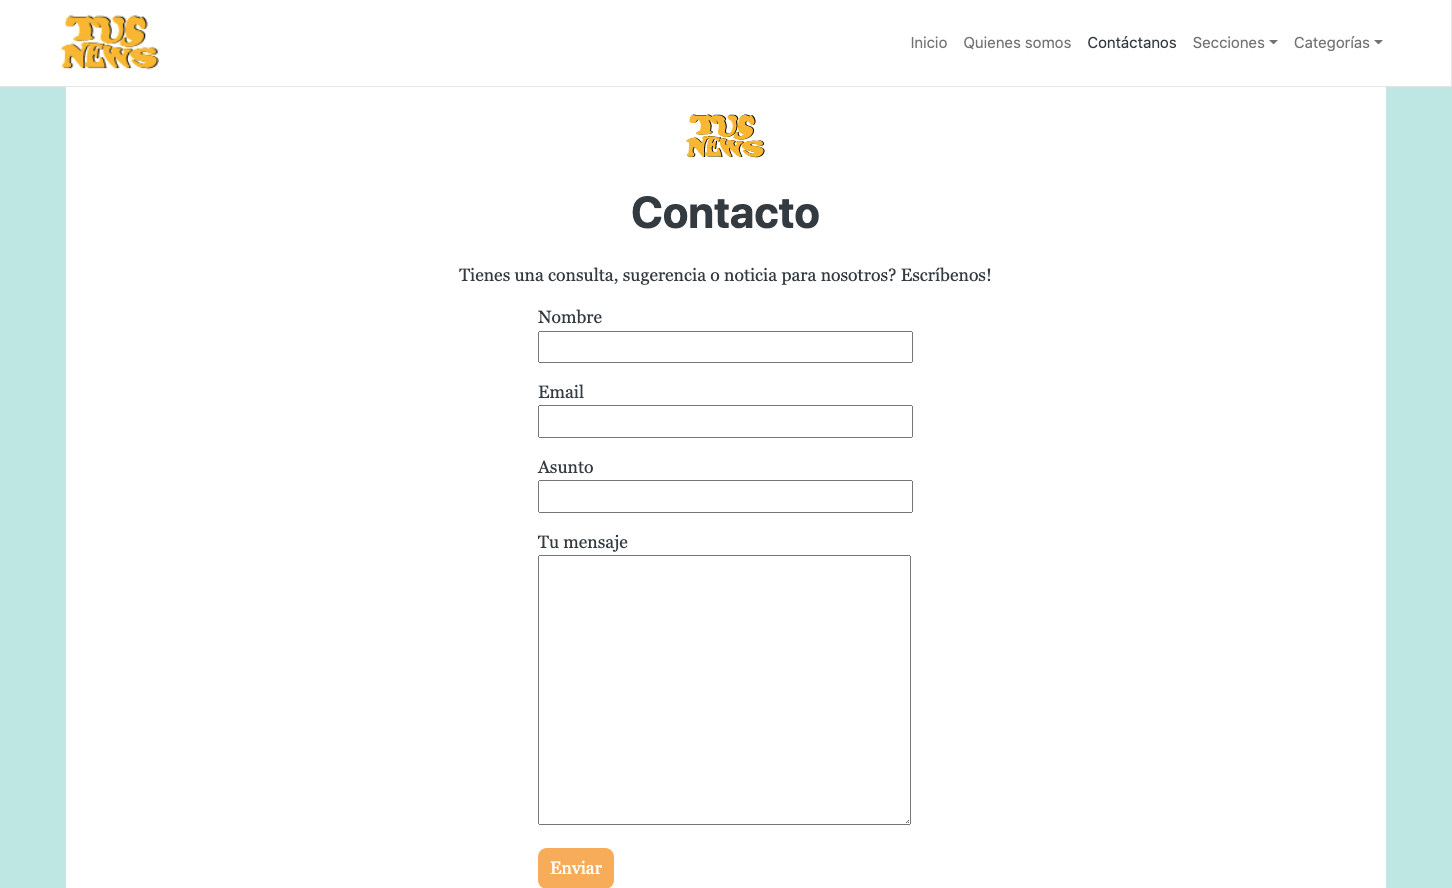 TUS
NEWS
Inicio Quienes somos Contáctanos Secciones Categorías
TUS
NEWS
Contacto
Tienes una consulta, sugerencia o noticia para nosotros? Escríbenos!
Nombre
Email
Asunto
Tu mensaje
Enviar